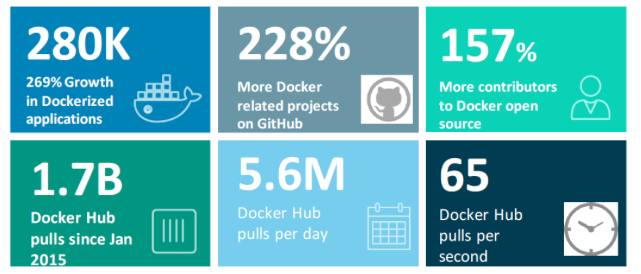 280K
269% Growth
in Dockerized
applications
228%
More Docker
related projects
on GitHub
157%
More contributors
to Docker open
source
1.7B
Docker Hub
pulls since Jan
2015
5.6M
Docker Hub
pulls per day
65
Docker Hub
pulls per
second